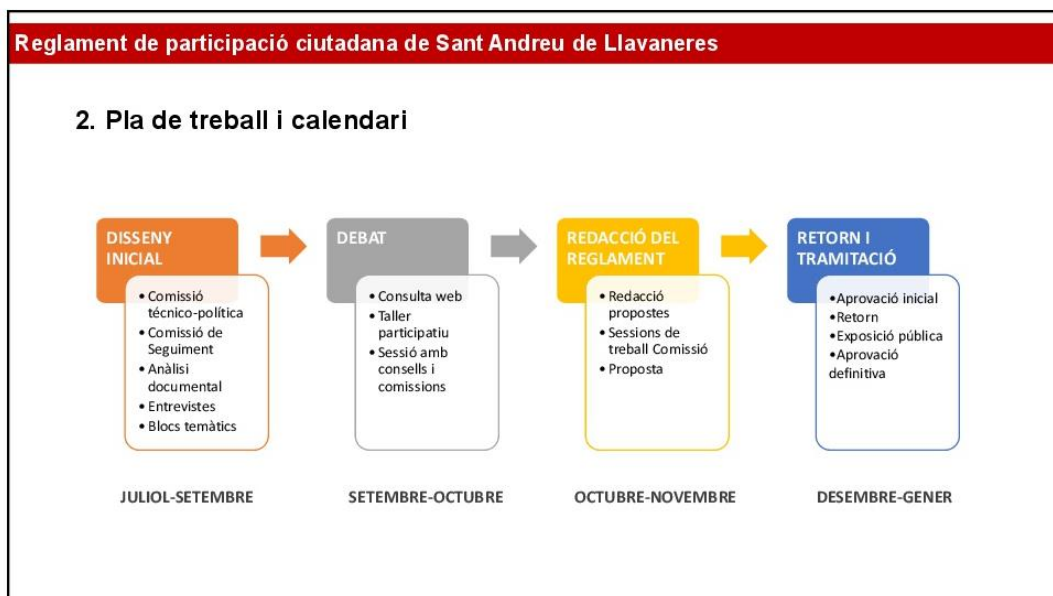 Reglament de participació ciutadana de Sant Andreu de Llavaneres
2. Pla de treball i calendari
DISSENY
INICIAL
• Comissió
técnico-política
• Comissió de
Seguiment
• Anàlisi
documental
• Entrevistes
• Blocs temàtics
JULIOL-SETEMBRE
DEBAT
• Consulta web
• Taller
participatiu
• Sessió amb
consells i
comissions
SETEMBRE-OCTUBRE
REDACCIÓ DEL
REGLAMENT
• Redacció
propostes
• Sessions de
treball Comissió
• Proposta
OCTUBRE-NOVEMBRE
RETORN I
TRAMITACIÓ
•Aprovació inicial
•Retorn
•Exposició pública
•Aprovació
definitiva
DESEMBRE-GENER